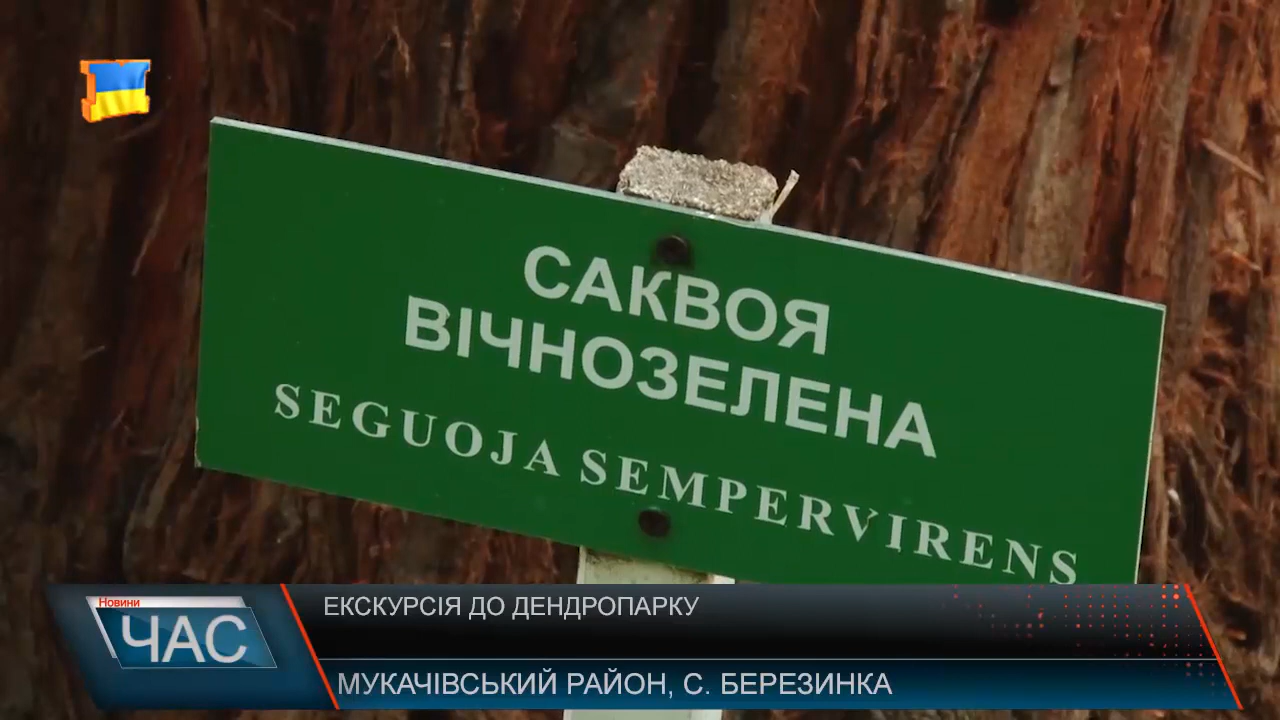 САКВОЯ
ВІЧНОЗЕЛЕНА
SEGUOJA SEMPERVIRENS
Новини
ЧАС
ЕКСКУРСІЯ ДО ДЕНДРОПАРКУ
МУКАЧІВСЬКИЙ РАЙОН, С. БЕРЕЗИНКА